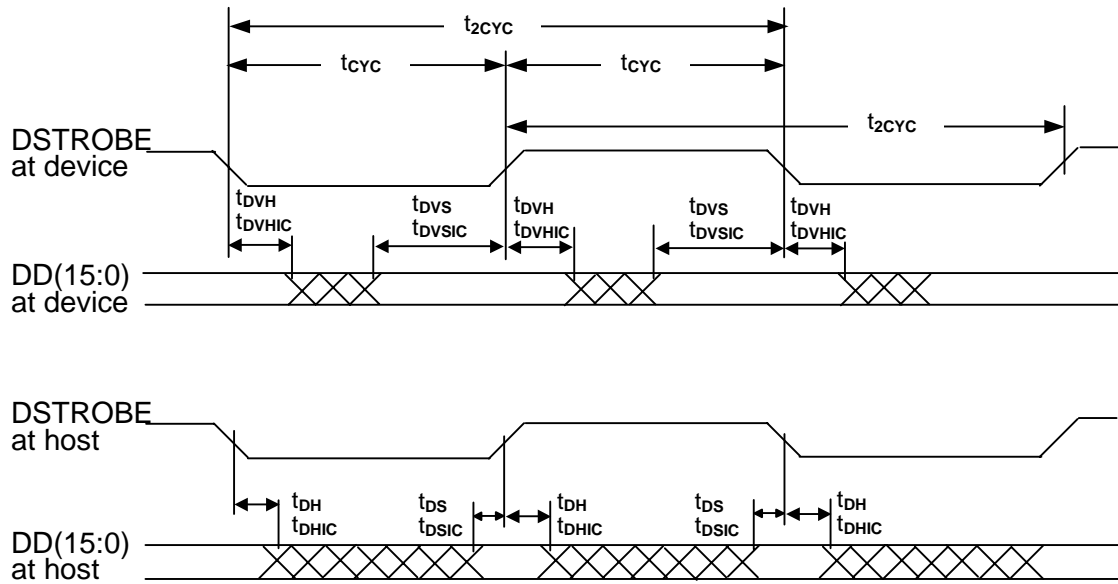 t2CYC
tCYC tCYC
t2CYC
DSTROBE
at device
tDVH tDVS tDVH tDVS tDVH
tDVHIC tDVSIC tDVHIC tDVSIC tDVHIC
DD(15:0)
at device
DSTROBE
at host
tDH tDS tDH tDS tDH
tDHIC tDSIC tDHIC tDSIC tDHIC
DD(15:0)
at host